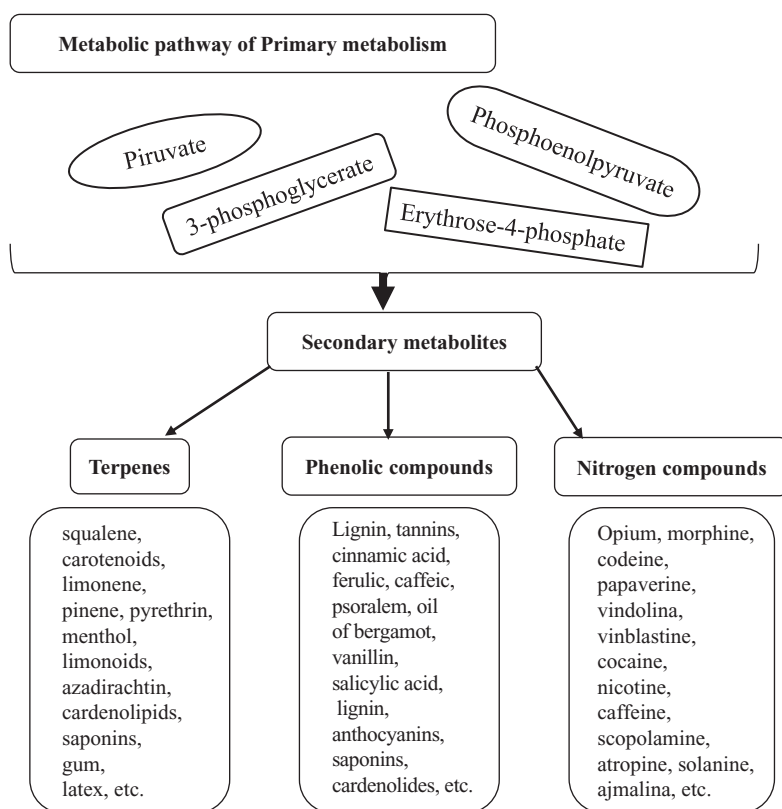 Metabolic pathway of Primary metabolism
Piruvate
Phosphoenolpyruvate
3-phosphoglycerate
Erythrose-4-phosphate
Secondary metabolites
Terpenes
Phenolic compounds
Nitrogen compounds
squalene,
carotenoids,
limonene,
pinene, pyrethrin,
menthol,
limonoids,
azadirachtin,
cardenolipids,
saponins,
gum,
latex, etc.
Lignin, tannins,
cinnamic acid,
ferulic, caffeic,
psoralem, oil
of bergamot,
vanillin,
salicylic acid,
lignin,
anthocyanins,
saponins,
cardenolides, etc.
Opium, morphine,
codeine,
papaverine,
vindolina,
vinblastine,
cocaine,
nicotine,
caffeine,
scopolamine,
atropine, solanine,
ajmalina, etc.